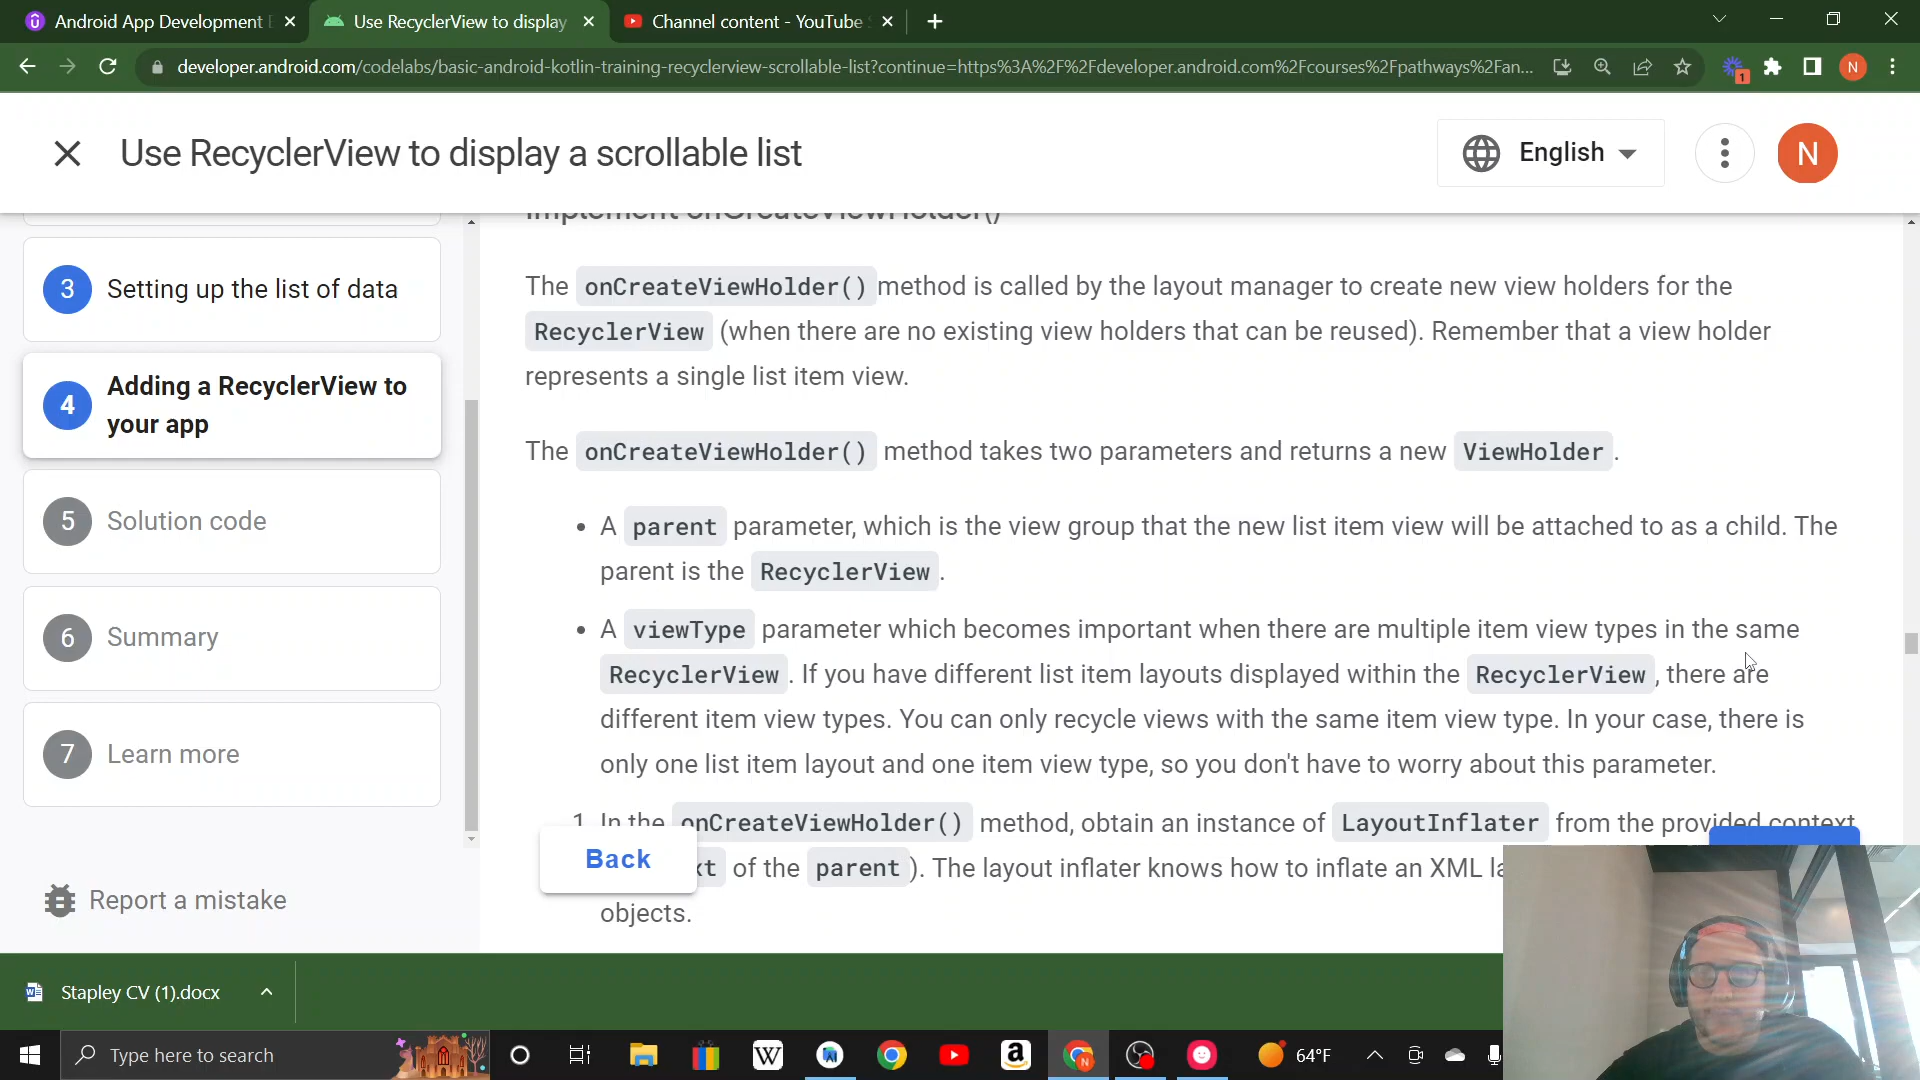 Android App Development
Use RecyclerView to display
Channel content - YouTube
developer.android.com/codelabs/basic-android-kotlin-training-recyclerview-scrollable-list?continue=https%3A%2F%2Fdeveloper.android.com%2Fcourses%2Fpathways%2Fan...
1
N
Use RecyclerView to display a scrollable list
English
N
3 Setting up the list of data
4 Adding a RecyclerView to
your app
5 Solution code
6 Summary
7 Learn more
Report a mistake
Implement onCreateViewHolder()
The onCreateViewHolder() method is called by the layout manager to create new view holders for the
RecyclerView (when there are no existing view holders that can be reused). Remember that a view holder
represents a single list item view.
The onCreateViewHolder() method takes two parameters and returns a new ViewHolder.
• A parent parameter, which is the view group that the new list item view will be attached to as a child. The
parent is the RecyclerView.
• A viewType parameter which becomes important when there are multiple item view types in the same
RecyclerView. If you have different list item layouts displayed within the RecyclerView, there are
different item view types. You can only recycle views with the same item view type. In your case, there is
only one list item layout and one item view type, so you don't have to worry about this parameter.
1. In the onCreateViewHolder() method, obtain an instance of LayoutInflater from the provided context
of the parent). The layout inflater knows how to inflate an XML
objects.
Back
Stapley CV (1).docx
Type here to search
W
a
N
64°F